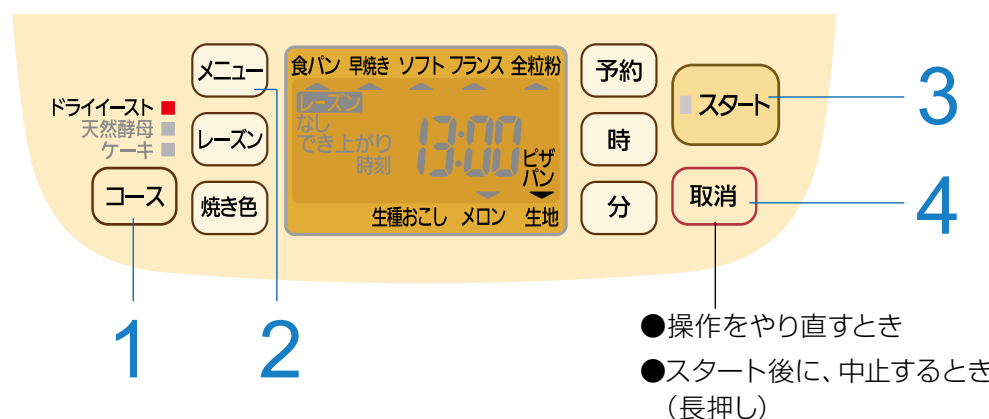 食パン 早焼き ソフト フランス 全粒粉
メニュー
予約
スタート
3
レーズン
なし
でき上がり
時刻
13:00
ピザ
パン
ドライイースト
天然酵母
ケーキ
レーズン
時
コース
焼き色
生種おこし メロン 生地
分
取消
4
1
2
●操作をやり直すとき
●スタート後に、中止するとき
(長押し)